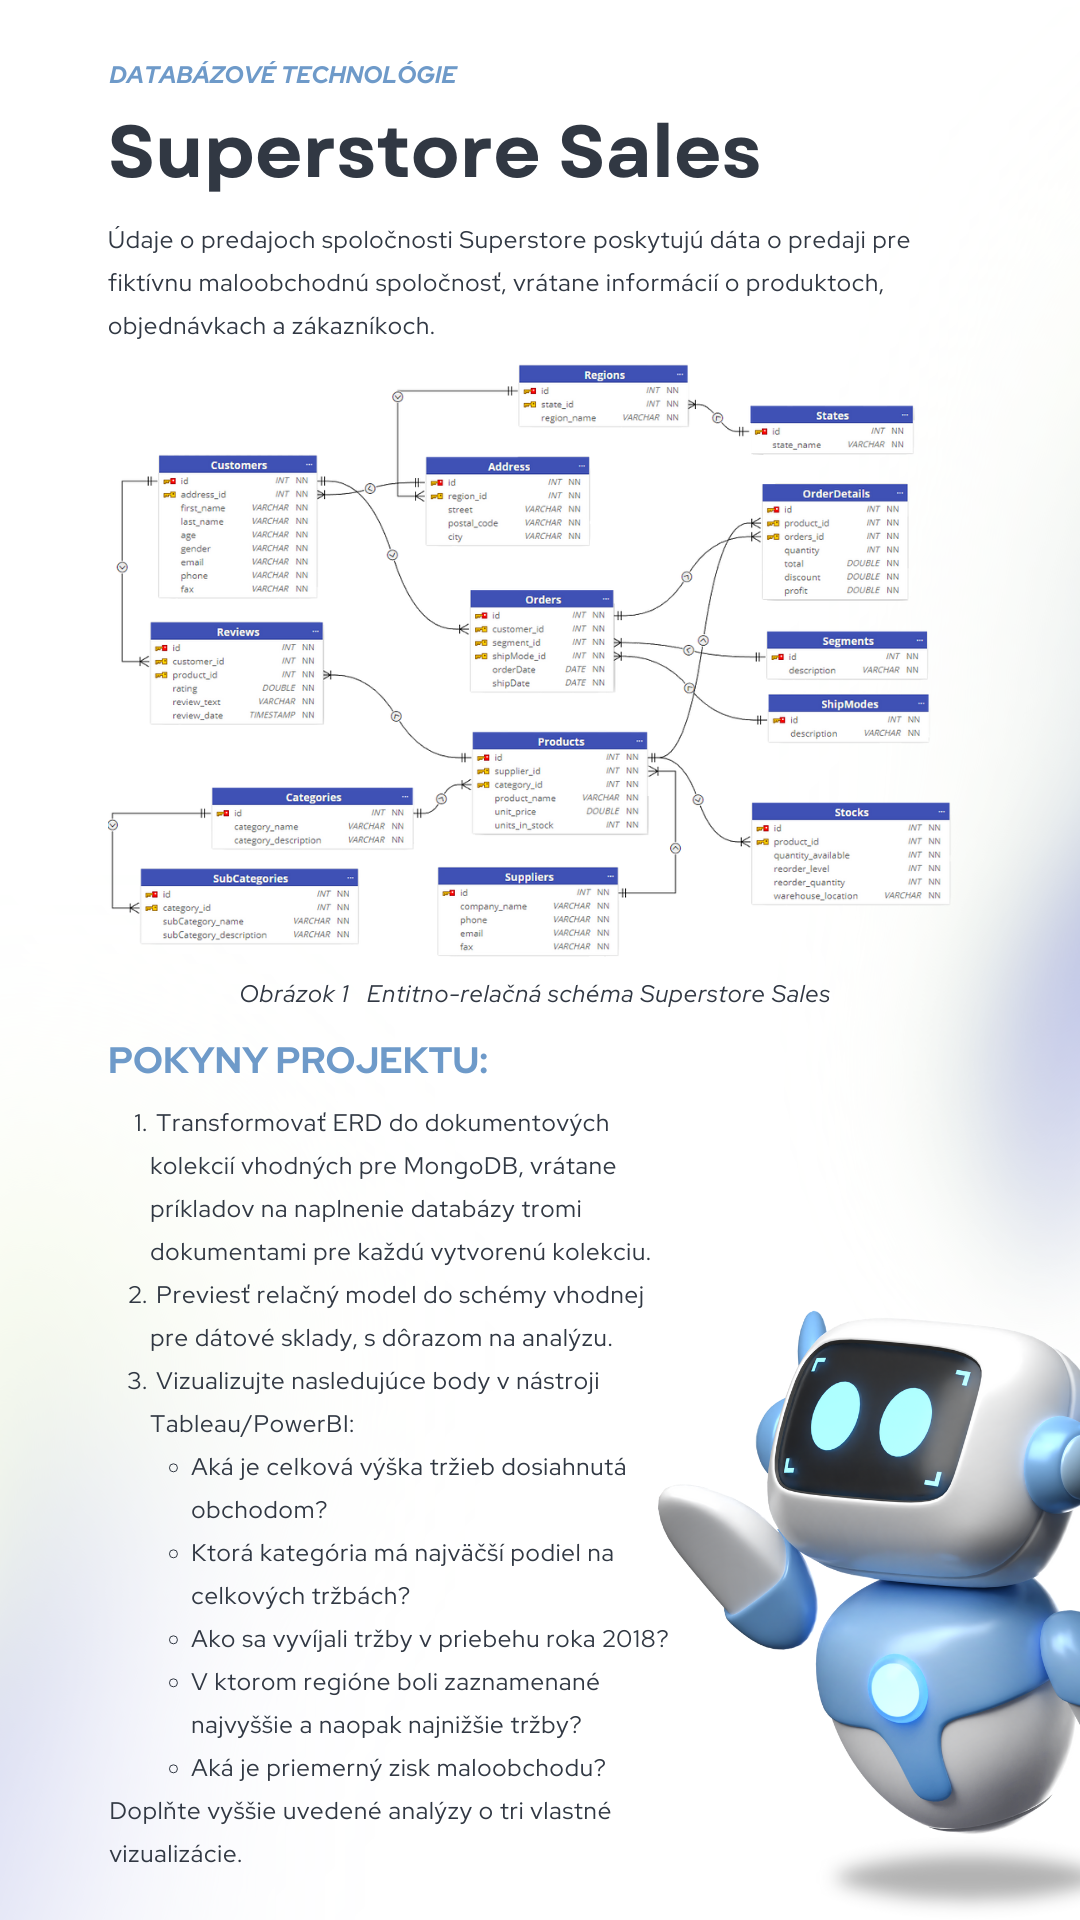 DATABÁZOVÉ TECHNOLÓGIE
Superstore Sales
Údaje o predajoch spoločnosti Superstore poskytujú dáta o predaji pre
fiktívnu maloobchodnú spoločnosť, vrátane informácií o produktoch,
objednávkach a zákazníkoch.
Regions ...
id INT NN
state_id INT NN
region_name VARCHAR NN
States ...
id INT NN
state_name VARCHAR NN
Customers ...
id INT NN
address_id INT NN
first_name VARCHAR NN
last_name VARCHAR NN
age VARCHAR NN
gender VARCHAR NN
email VARCHAR NN
phone VARCHAR NN
fax VARCHAR NN
Address ...
id INT NN
region_id INT NN
street VARCHAR NN
postal_code VARCHAR NN
city VARCHAR NN
OrderDetails ...
id INT NN
product_id INT NN
orders_id INT NN
quantity INT NN
total DOUBLE NN
discount DOUBLE NN
profit DOUBLE NN
Orders ...
id INT NN
customer_id INT NN
segment_id INT NN
shipMode_id INT NN
orderDate DATE NN
shipDate DATE NN
Reviews ...
id INT NN
customer_id INT NN
product_id INT NN
rating DOUBLE NN
review_text VARCHAR NN
review_date TIMESTAMP NN
Segments ...
id INT NN
description VARCHAR NN
ShipModes ...
id INT NN
description VARCHAR NN
Products ...
id INT NN
supplier_id INT NN
category_id INT NN
product_name VARCHAR NN
unit_price DOUBLE NN
units_in_stock INT NN
Categories ...
id INT NN
category_name VARCHAR NN
category_description VARCHAR NN
Stocks ...
id INT NN
product_id INT NN
quantity_available INT NN
reorder_level INT NN
reorder_quantity INT NN
warehouse_location VARCHAR NN
SubCategories ...
id INT NN
category_id INT NN
subCategory_name VARCHAR NN
subCategory_description VARCHAR NN
Suppliers ...
id INT NN
company_name VARCHAR NN
phone VARCHAR NN
email VARCHAR NN
fax VARCHAR NN
Obrázok 1 Entitno-relačná schéma Superstore Sales
POKYNY PROJEKTU:
1. Transformovať ERD do dokumentových
kolekcií vhodných pre MongoDB, vrátane
príkladov na naplnenie databázy tromi
dokumentami pre každú vytvorenú kolekciu.
2. Previesť relačný model do schémy vhodnej
pre dátové sklady, s dôrazom na analýzu.
3. Vizualizujte nasledujúce body v nástroji
Tableau/PowerBI:
◦ Aká je celková výška tržieb dosiahnutá
obchodom?
◦ Ktorá kategória má najväčší podiel na
celkových tržbách?
◦ Ako sa vyvíjali tržby v priebehu roka 2018?
◦ V ktorom regióne boli zaznamenané
najvyššie a naopak najnižšie tržby?
◦ Aká je priemerný zisk maloobchodu?
Doplňte vyššie uvedené analýzy o tri vlastné
vizualizácie.